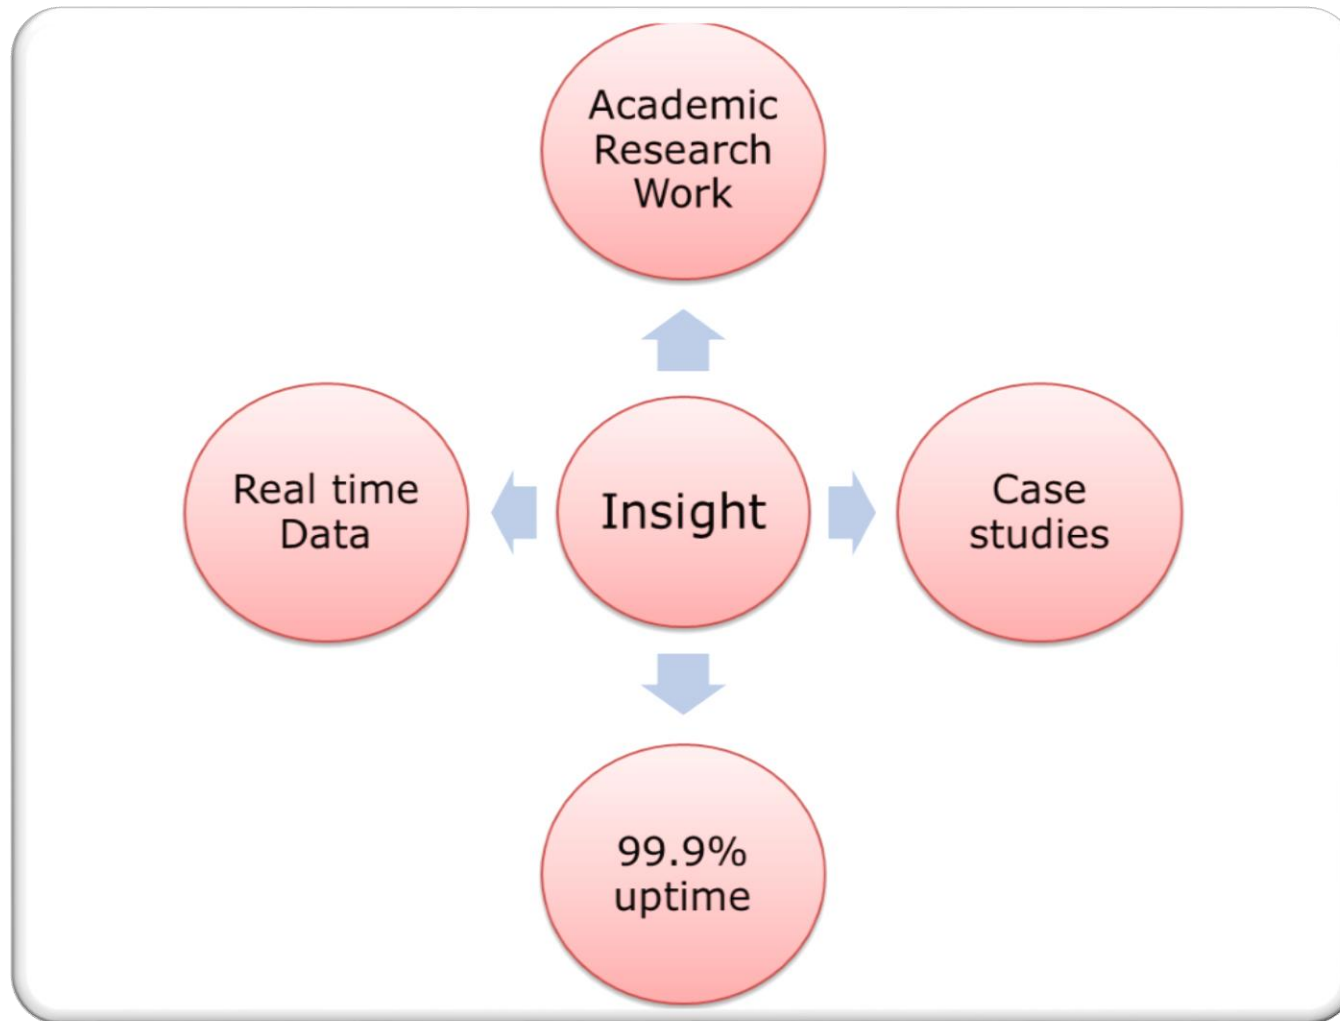 Academic
Research
Work
Real time
Data
Insight
Case
studies
99.9%
uptime